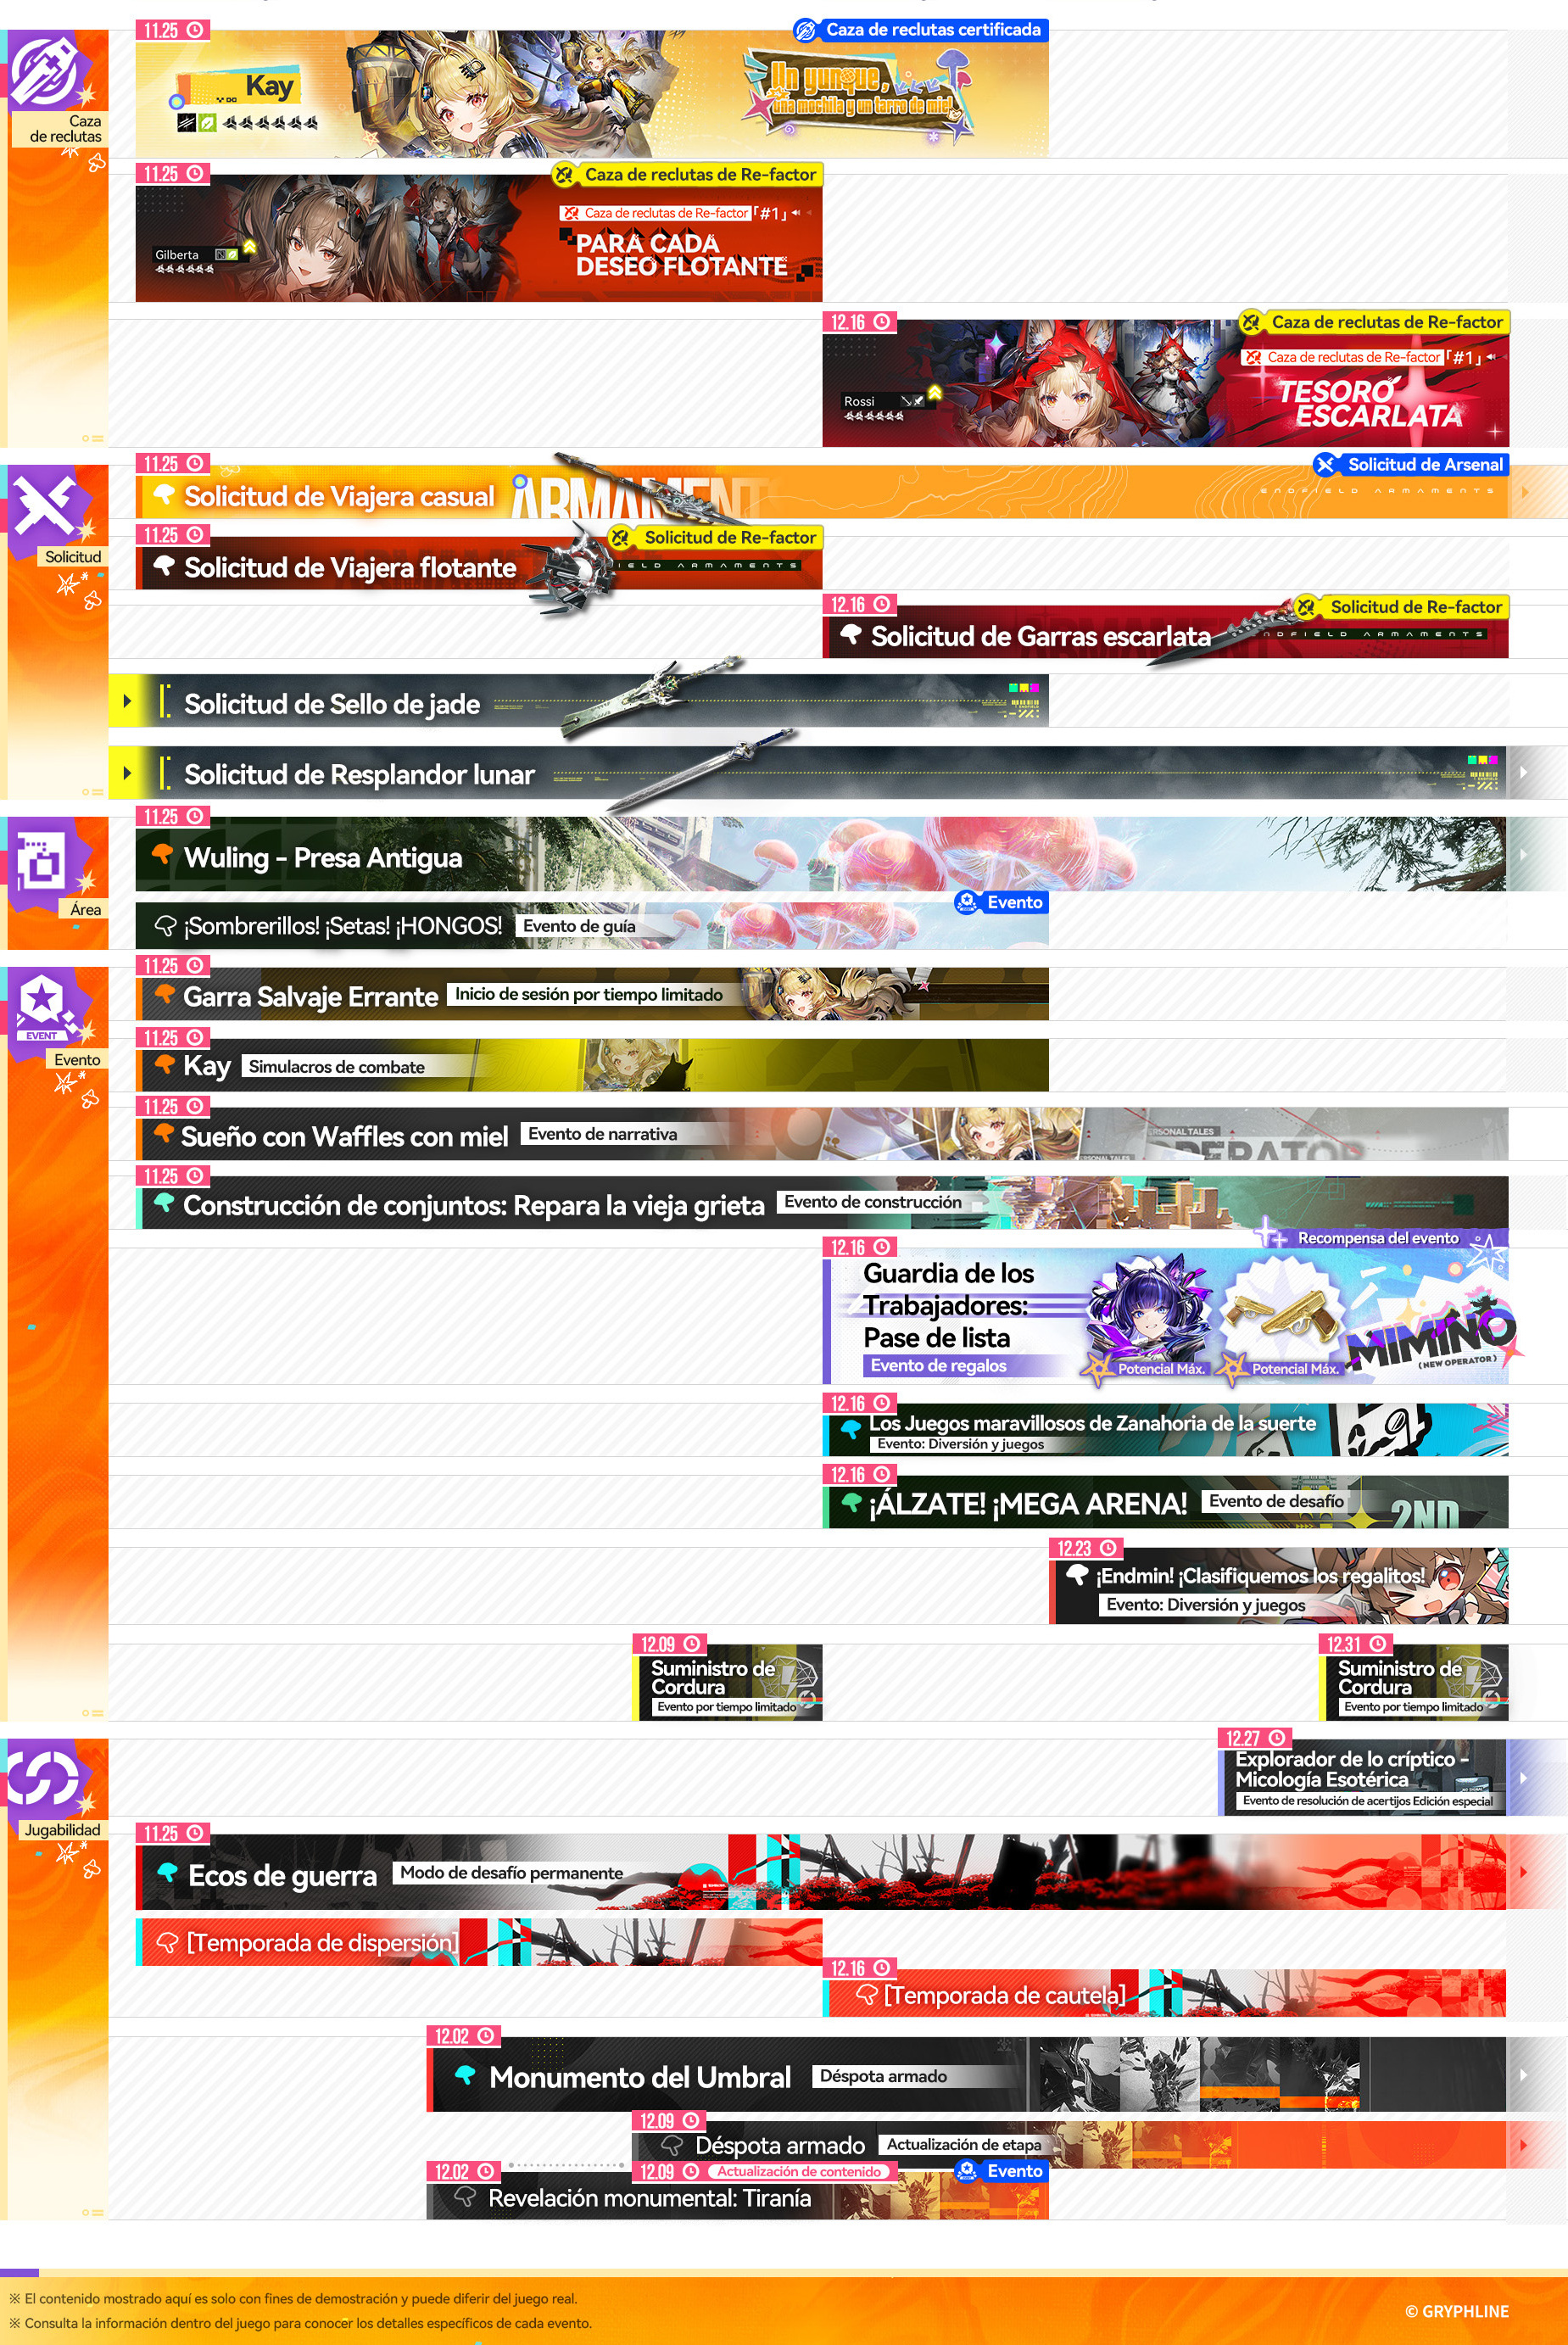 11.25
Caza de reclutas certificada
Kay
Un yunque,
una mochila y un tarro de miel
Caza
de reclutas
11.25
Caza de reclutas de Re-factor
Caza de reclutas de Re-factor「#1」
Gilberta
PARA CADA
DESEO FLOTANTE
12.16
Caza de reclutas de Re-factor
Caza de reclutas de Re-factor「#1」
Rossi
TESORO
ESCARLATA
11.25
Solicitud de Arsenal
Solicitud de Viajera casual
ARMAMENT
ENDFIELD ARMAMENTS
Solicitud
11.25
Solicitud de Re-factor
Solicitud de Viajera flotante
IELD ARMAMENTS
12.16
Solicitud de Re-factor
Solicitud de Garras escarlata
NDFIELD ARMAMENTS
Solicitud de Sello de jade
Solicitud de Resplandor lunar
11.25
Wuling - Presa Antigua
Área
Evento
¡Sombrerillos! ¡Setas! ¡HONGOS!
Evento de guía
11.25
Garra Salvaje Errante
Inicio de sesión por tiempo limitado
EVENT
Evento
11.25
Kay
Simulacros de combate
11.25
Sueño con Waffles con miel
Evento de narrativa
ERSONAL TALES
OPERATOR
ERSONAL TALES
11.25
Construcción de conjuntos: Repara la vieja grieta
Evento de construcción
12.16
Recompensa del evento
Guardia de los
Trabajadores:
Pase de lista
Evento de regalos
Potencial Máx.
Potencial Máx.
MIMINO
(NEW OPERATOR)
12.16
Los Juegos maravillosos de Zanahoria de la suerte
Evento: Diversión y juegos
12.16
¡ÁLZATE! ¡MEGA ARENA!
Evento de desafío
2ND
12.23
¡Endmin! ¡Clasifiquemos los regalitos!
Evento: Diversión y juegos
12.09
Suministro de
Cordura
Evento por tiempo limitado
12.31
Suministro de
Cordura
Evento por tiempo limitado
12.27
Explorador de lo críptico -
Micología Esotérica
Evento de resolución de acertijos Edición especial
Jugabilidad
11.25
Ecos de guerra
Modo de desafío permanente
[Temporada de dispersión]
12.16
[Temporada de cautela]
12.02
Monumento del Umbral
Déspota armado
12.09
Déspota armado
Actualización de etapa
12.02
12.09
Actualización de contenido
Evento
Revelación monumental: Tiranía
※ El contenido mostrado aquí es solo con fines de demostración y puede diferir del juego real.
※ Consulta la información dentro del juego para conocer los detalles específicos de cada evento.
© GRYPHLINE